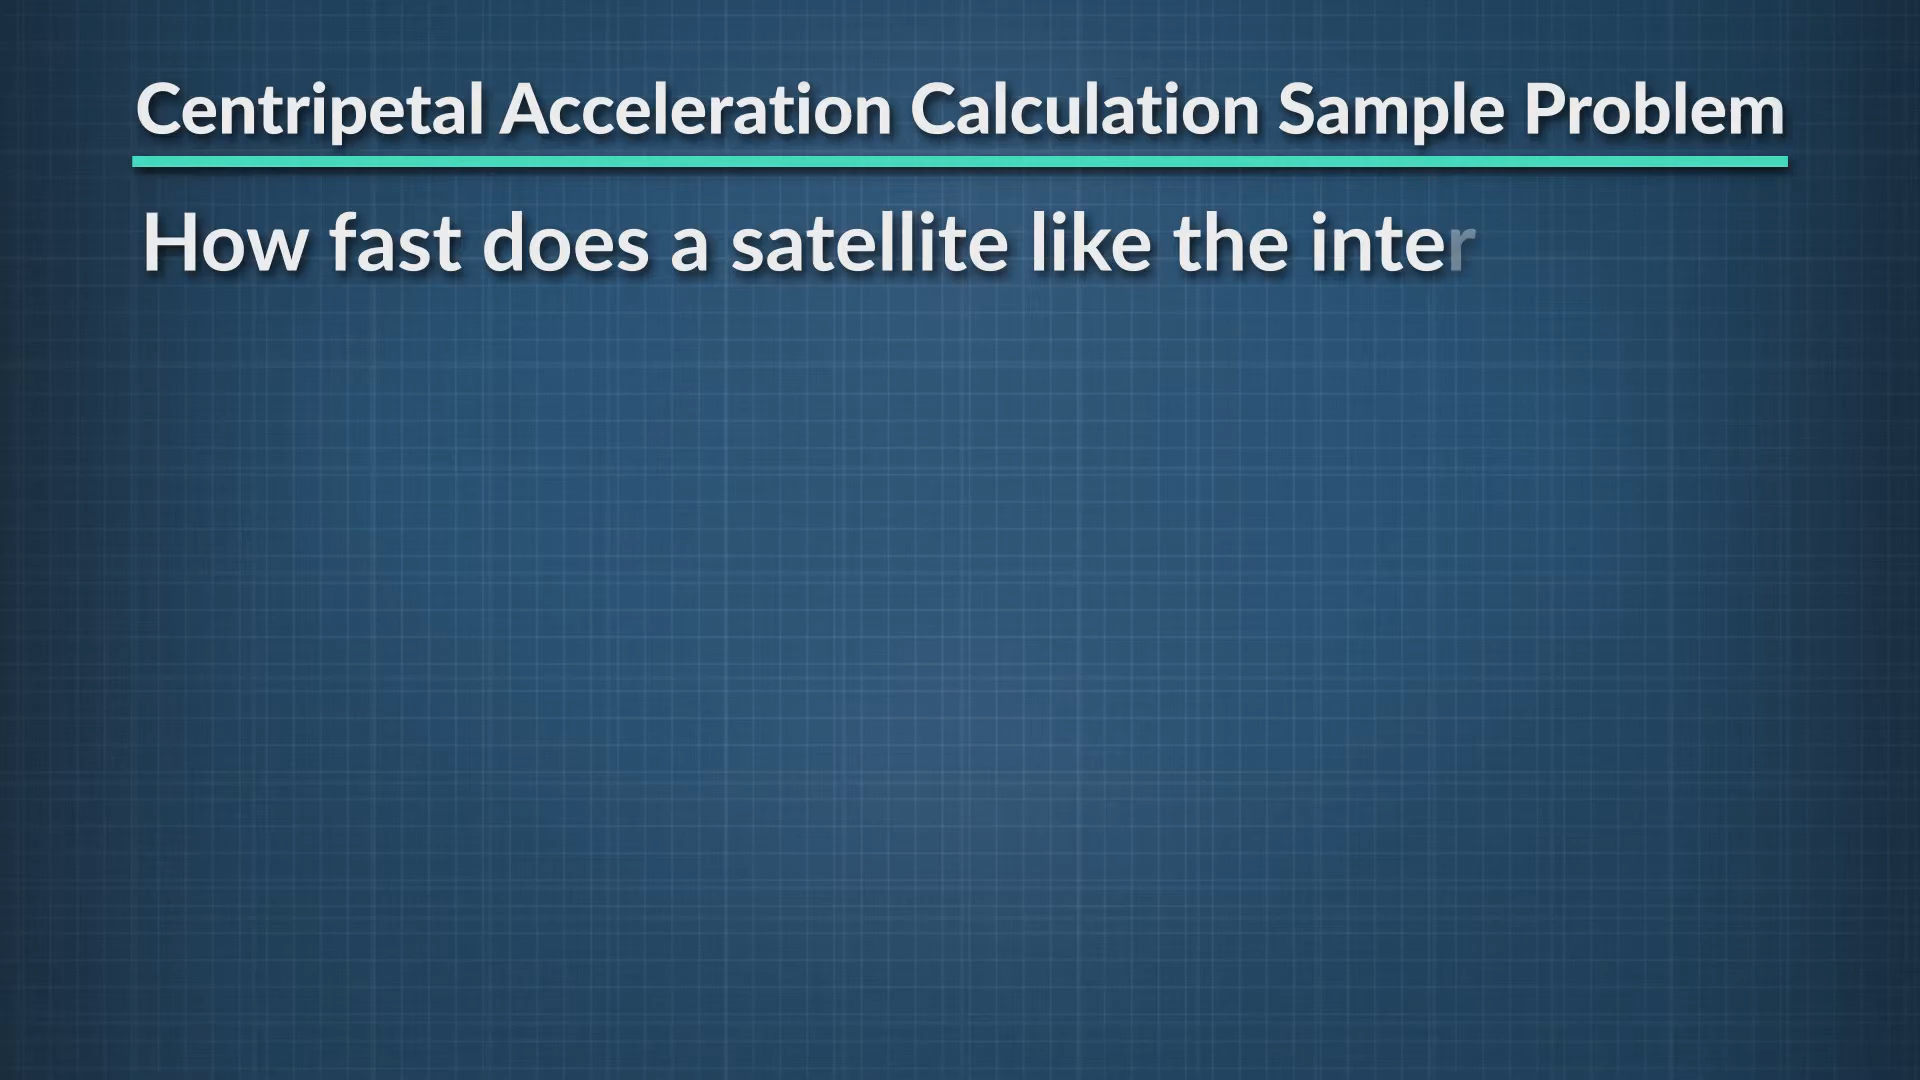 Centripetal Acceleration Calculation Sample Problem
How fast does a satellite like the inter